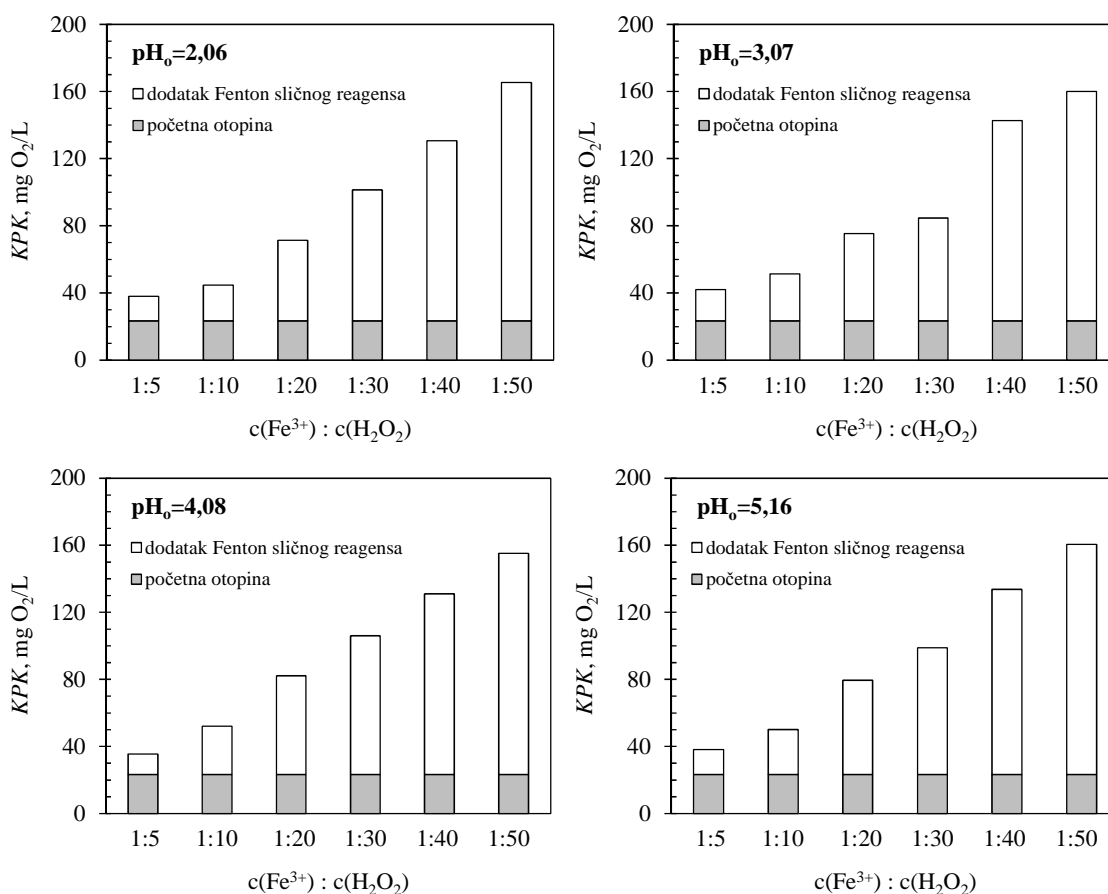 200
160
120
80
40
0
KPK, mg O₂/L
pHₒ=2,06
dodatak Fenton sličnog reagensa
početna otopina
1:5 1:10 1:20 1:30 1:40 1:50
c(Fe³⁺) : c(H₂O₂)
200
160
120
80
40
0
KPK, mg O₂/L
pHₒ=3,07
dodatak Fenton sličnog reagensa
početna otopina
1:5 1:10 1:20 1:30 1:40 1:50
c(Fe³⁺) : c(H₂O₂)
200
160
120
80
40
0
KPK, mg O₂/L
pHₒ=4,08
dodatak Fenton sličnog reagensa
početna otopina
1:5 1:10 1:20 1:30 1:40 1:50
c(Fe³⁺) : c(H₂O₂)
200
160
120
80
40
0
KPK, mg O₂/L
pHₒ=5,16
dodatak Fenton sličnog reagensa
početna otopina
1:5 1:10 1:20 1:30 1:40 1:50
c(Fe³⁺) : c(H₂O₂)